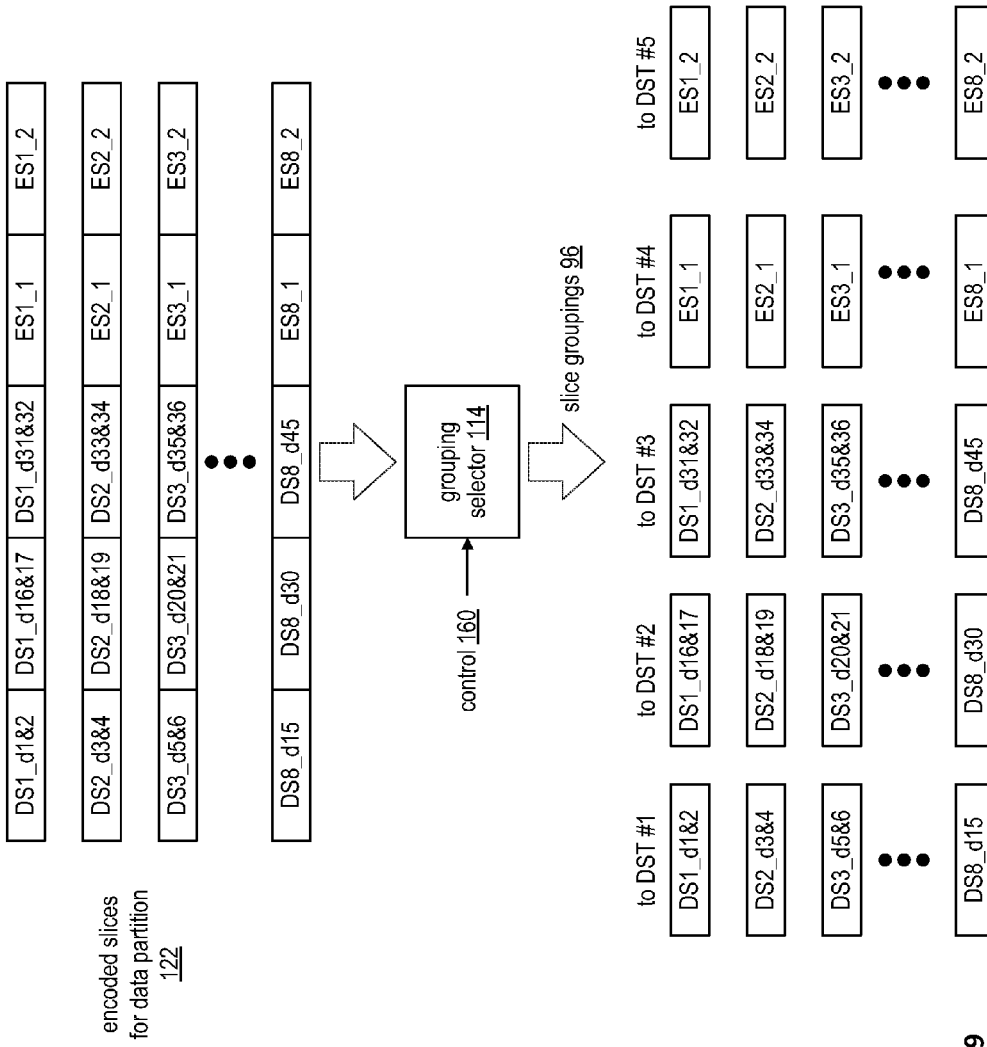 encoded slices
for data partition
122
DS1_d1&2 DS1_d16&17 DS1_d31&32 ES1_1 ES1_2
DS2_d3&4 DS2_d18&19 DS2_d33&34 ES2_1 ES2_2
DS3_d5&6 DS3_d20&21 DS3_d35&36 ES3_1 ES3_2
DS8_d15 DS8_d30 DS8_d45 ES8_1 ES8_2
control 160
grouping
selector 114
slice groupings 96
to DST #1 to DST #2 to DST #3 to DST #4 to DST #5
DS1_d1&2 DS1_d16&17 DS1_d31&32 ES1_1 ES1_2
DS2_d3&4 DS2_d18&19 DS2_d33&34 ES2_1 ES2_2
DS3_d5&6 DS3_d20&21 DS3_d35&36 ES3_1 ES3_2
DS8_d15 DS8_d30 DS8_d45 ES8_1 ES8_2
9